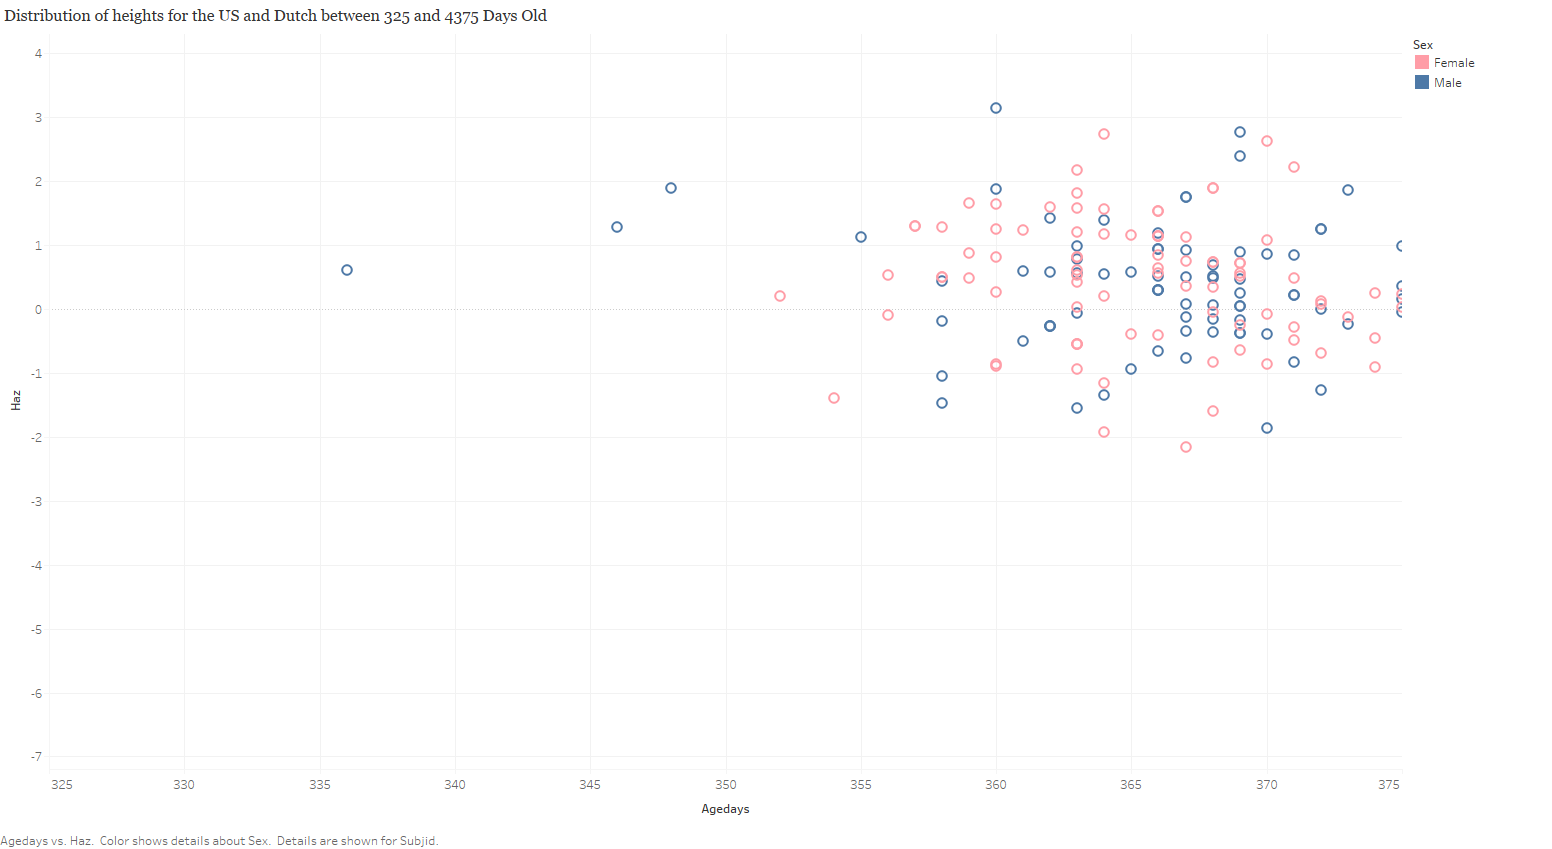 Distribution of heights for the US and Dutch between 325 and 4375 Days Old
Sex
Female
Male
4
3
2
1
0
-1
-2
-3
-4
-5
-6
-7
Haz
325 330 335 340 345 350 355 360 365 370 375
Agedays
Agedays vs. Haz. Color shows details about Sex. Details are shown for Subjid.